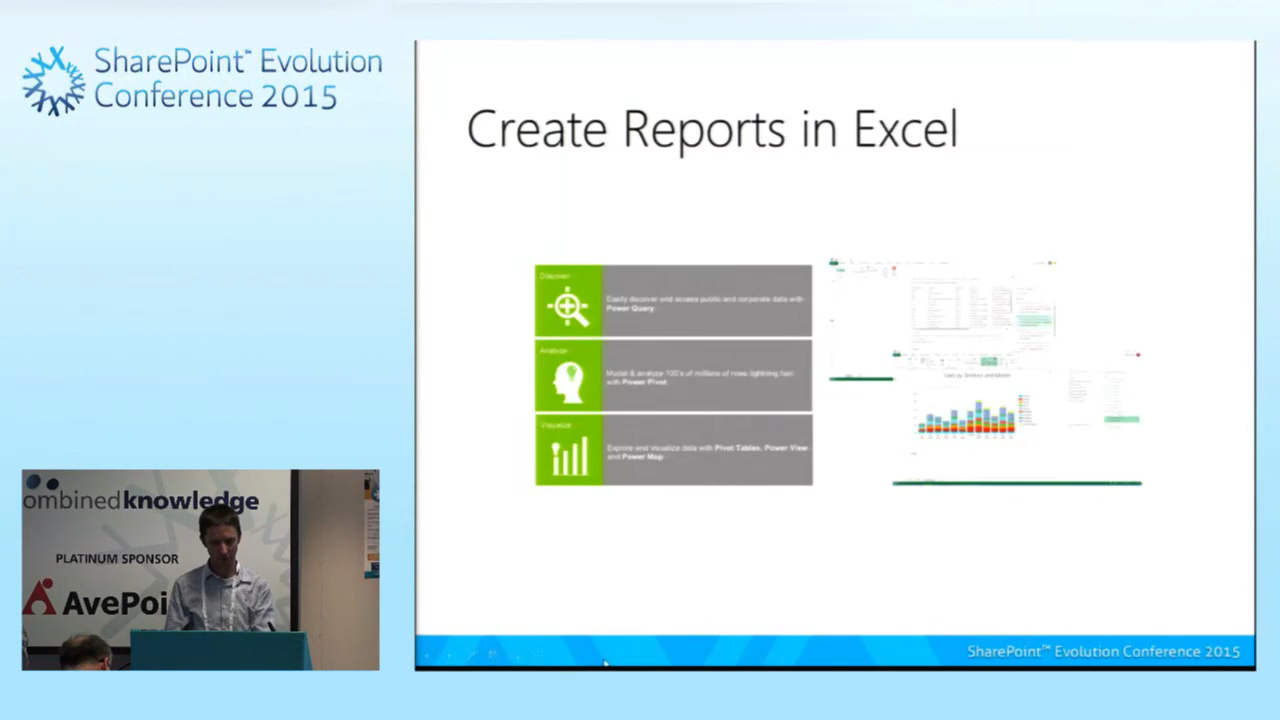 SharePoint™ Evolution
Conference 2015
Create Reports in Excel
Discover
Easily discover and access public and corporate data with
Power Query
Analyze
Model & analyze 100's of millions of rows lightning fast
with Power Pivot
Visualize
Explore and visualize data with Pivot Tables, Power View
and Power Map
ombinedknowledge
PLATINUM SPONSOR
AvePoi
SharePoint™ Evolution Conference 2015